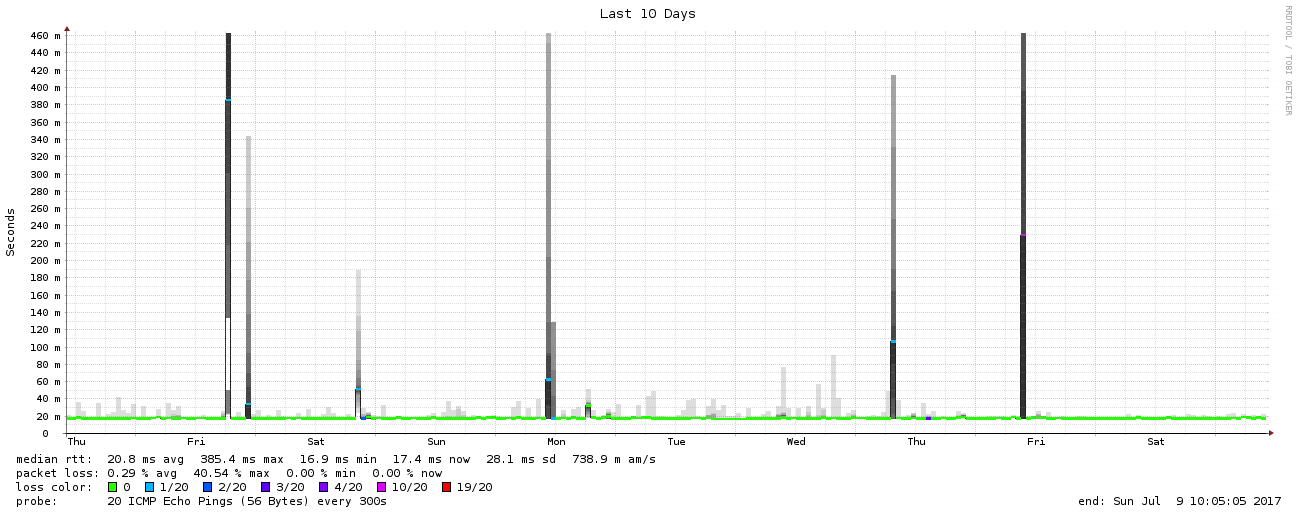 Last 10 Days
RRDTOOL / TOBI OETIKER
Seconds
460 m
440 m
420 m
400 m
380 m
360 m
340 m
320 m
300 m
280 m
260 m
240 m
220 m
200 m
180 m
160 m
140 m
120 m
100 m
80 m
60 m
40 m
20 m
0
Thu Fri Sat Sun Mon Tue Wed Thu Fri Sat
median rtt: 20.8 ms avg 385.4 ms max 16.9 ms min 17.4 ms now 28.1 ms sd 738.9 m am/s
packet loss: 0.29 % avg 40.54 % max 0.00 % min 0.00 % now
loss color: 0 1/20 2/20 3/20 4/20 10/20 19/20
probe: 20 ICMP Echo Pings (56 Bytes) every 300s end: Sun Jul 9 10:05:05 2017